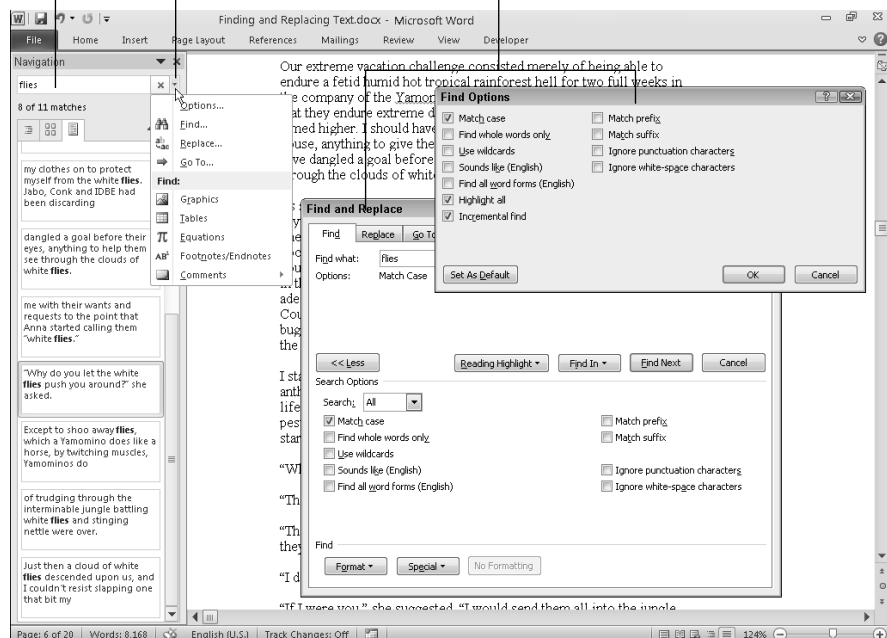 Finding and Replacing Text.docx - Microsoft Word
File Home Insert Page Layout References Mailings Review View Developer
Navigation
flies
8 of 11 matches
my clothes on to protect
myself from the white flies.
Jabo, Conk and IDBE had
been discarding
dangled a goal before their
eyes, anything to help them
see through the clouds of
white flies.
me with their wants and
requests to the point that
Anna started calling them
"white flies."
"Why do you let the white
flies push you around?" she
asked.
Except to shoo away flies,
which a Yamomino does like a
horse, by twitching muscles,
Yamominos do
of trudging through the
interminable jungle battling
white flies and stinging
nettle were over.
Just then a cloud of white
flies descended upon us, and
I couldn't resist slapping one
that bit my
Options...
Find...
Replace...
Go To...
Find:
Graphics
Tables
Equations
Footnotes/Endnotes
Comments
Our extreme vacation challenge consisted merely of being able to
endure a fetid humid hot tropical rainforest hell for two full weeks in
the company of the Yamon
at they endure extreme d
med higher. I should have
use, anything to give the
ve dangled a goal before
rough the clouds of whit
ade
Cou
bug
the
I sta
anth
life
pes
star
"Wh
"Th
"Th
they
"I d
"If I were you," she suggested, "I would send them all into the jungle
Find and Replace
Find Replace Go To
Find what: flies
Options: Match Case
<< Less Reading Highlight Find In Find Next Cancel
Search Options
Search: All
Match case
Find whole words only
Use wildcards
Sounds like (English)
Find all word forms (English)
Match prefix
Match suffix
Ignore punctuation characters
Ignore white-space characters
Find
Format Special No Formatting
Find Options
Match case
Find whole words only
Use wildcards
Sounds like (English)
Find all word forms (English)
Highlight all
Incremental find
Match prefix
Match suffix
Ignore punctuation characters
Ignore white-space characters
Set As Default OK Cancel
Page: 6 of 20 Words: 8,168 English (U.S.) Track Changes: Off 124%